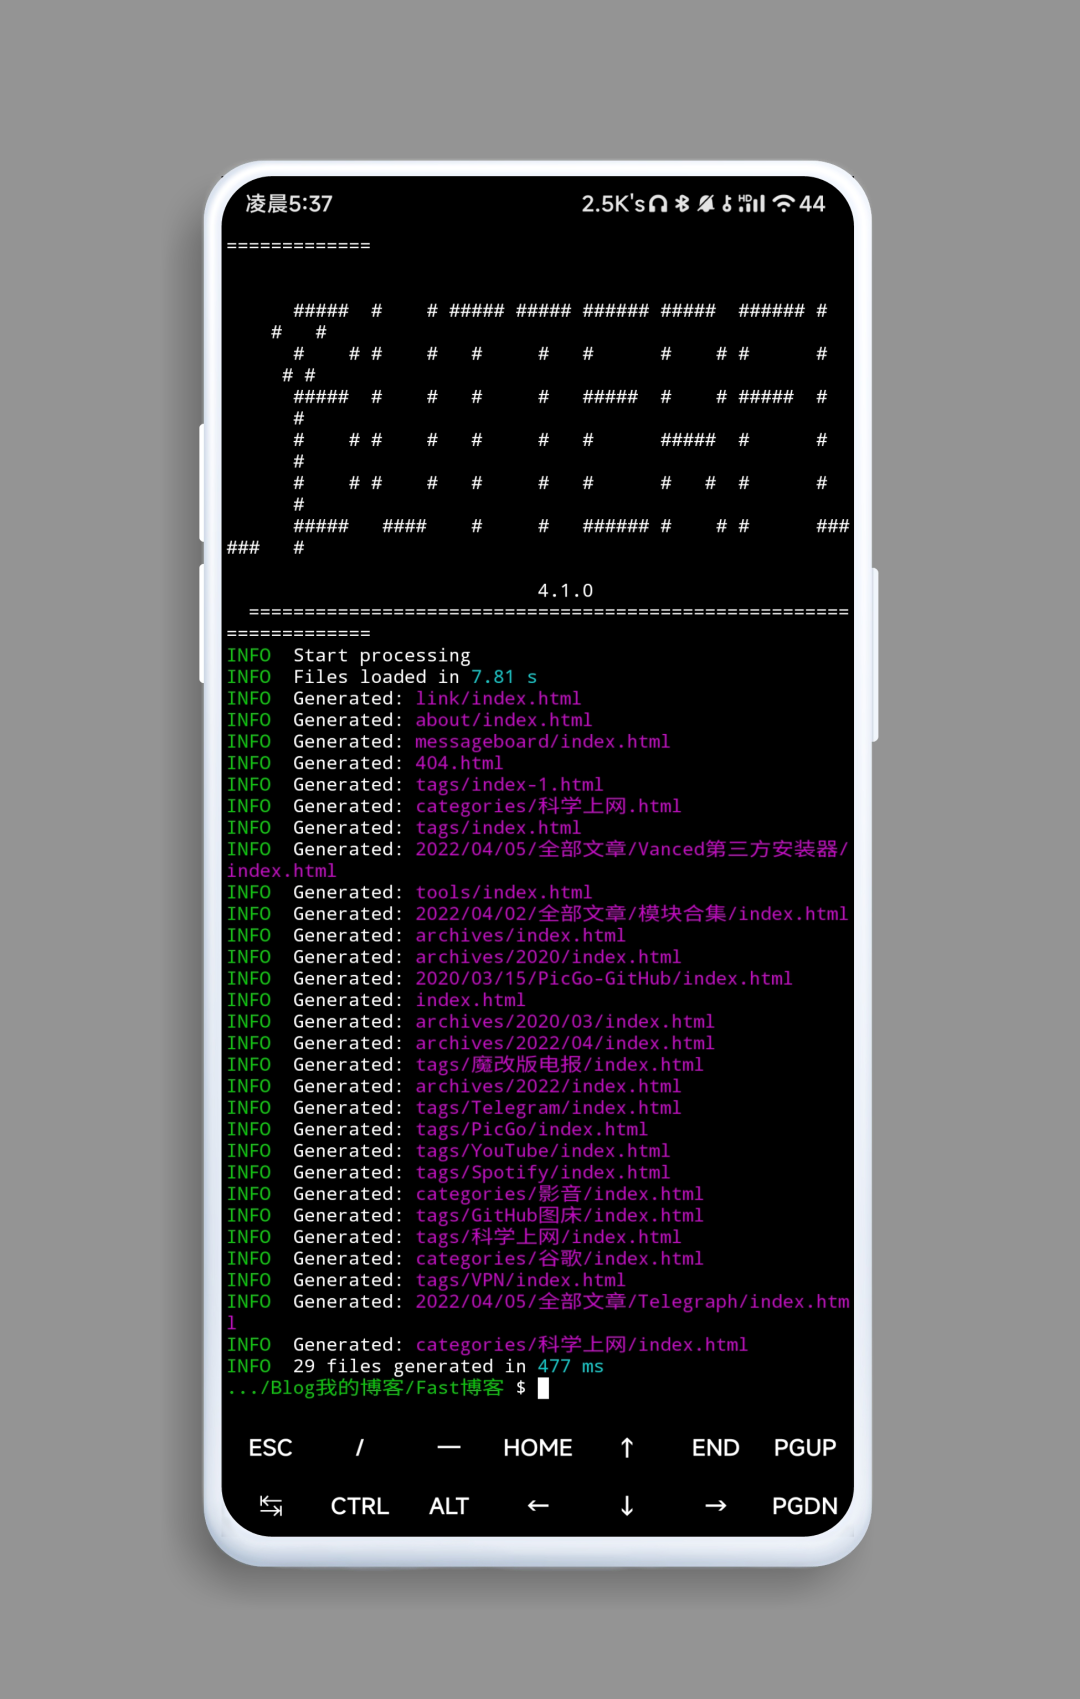 凌晨5:37 2.5K's HD 44
=============
#####  #    # ##### ##### ###### #####  ###### #
#   #
#    # #    #   #     #   #      #    # #      #
# #
#####  #    #   #     #   #####  #    # #####  #
#
#    # #    #   #     #   #      #####  #      #
#
#    # #    #   #     #   #      #   #  #      #
#
#####   ####    #     #   ###### #    # #      ###
###   #
4.1.0
======================================================
=============
INFO  Start processing
INFO  Files loaded in 7.81 s
INFO  Generated: link/index.html
INFO  Generated: about/index.html
INFO  Generated: messageboard/index.html
INFO  Generated: 404.html
INFO  Generated: tags/index-1.html
INFO  Generated: categories/科学上网.html
INFO  Generated: tags/index.html
INFO  Generated: 2022/04/05/全部文章/Vanced第三方安装器/
index.html
INFO  Generated: tools/index.html
INFO  Generated: 2022/04/02/全部文章/模块合集/index.html
INFO  Generated: archives/index.html
INFO  Generated: archives/2020/index.html
INFO  Generated: 2020/03/15/PicGo-GitHub/index.html
INFO  Generated: index.html
INFO  Generated: archives/2020/03/index.html
INFO  Generated: archives/2022/04/index.html
INFO  Generated: tags/魔改版电报/index.html
INFO  Generated: archives/2022/index.html
INFO  Generated: tags/Telegram/index.html
INFO  Generated: tags/PicGo/index.html
INFO  Generated: tags/YouTube/index.html
INFO  Generated: tags/Spotify/index.html
INFO  Generated: categories/影音/index.html
INFO  Generated: tags/GitHub图床/index.html
INFO  Generated: tags/科学上网/index.html
INFO  Generated: categories/谷歌/index.html
INFO  Generated: tags/VPN/index.html
INFO  Generated: 2022/04/05/全部文章/Telegraph/index.htm
l
INFO  Generated: categories/科学上网/index.html
INFO  29 files generated in 477 ms
.../Blog我的博客/Fast博客 $
ESC / — HOME ↑ END PGUP
↹ CTRL ALT ← ↓ → PGDN